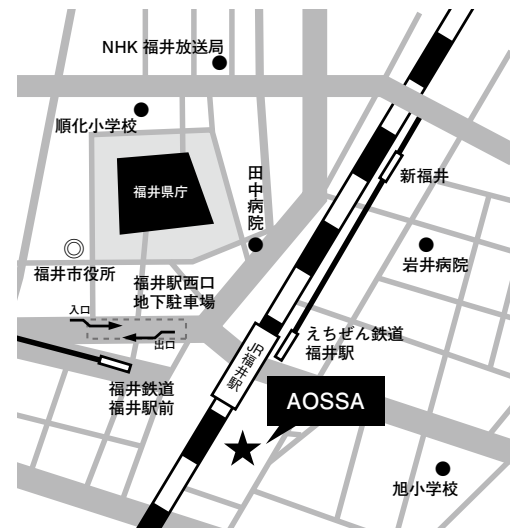 NHK 福井放送局
順化小学校
福井県庁
田中病院
新福井
岩井病院
福井市役所
福井駅西口
地下駐車場
入口
出口
えちぜん鉄道
福井駅
JR福井駅
福井鉄道
福井駅前
AOSSA
旭小学校